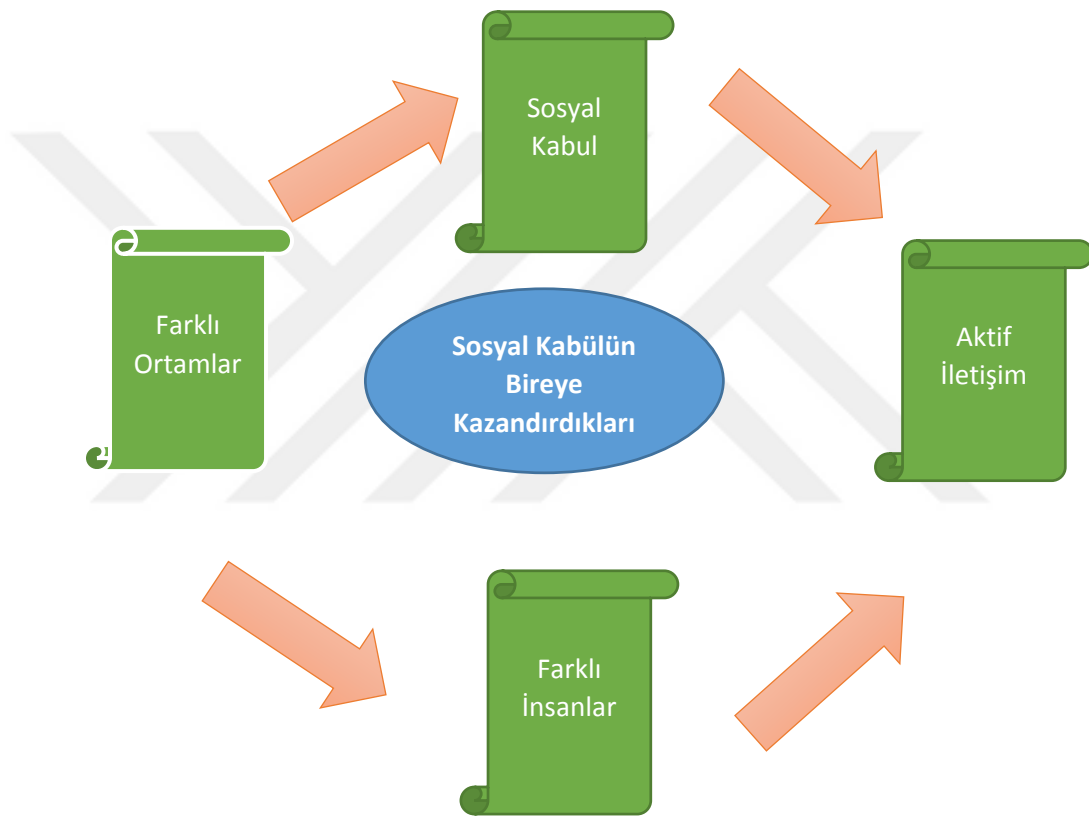 Sosyal
Kabul
Farklı
Ortamlar
Sosyal Kabülün
Bireye
Kazandırdıkları
Aktif
İletişim
Farklı
İnsanlar